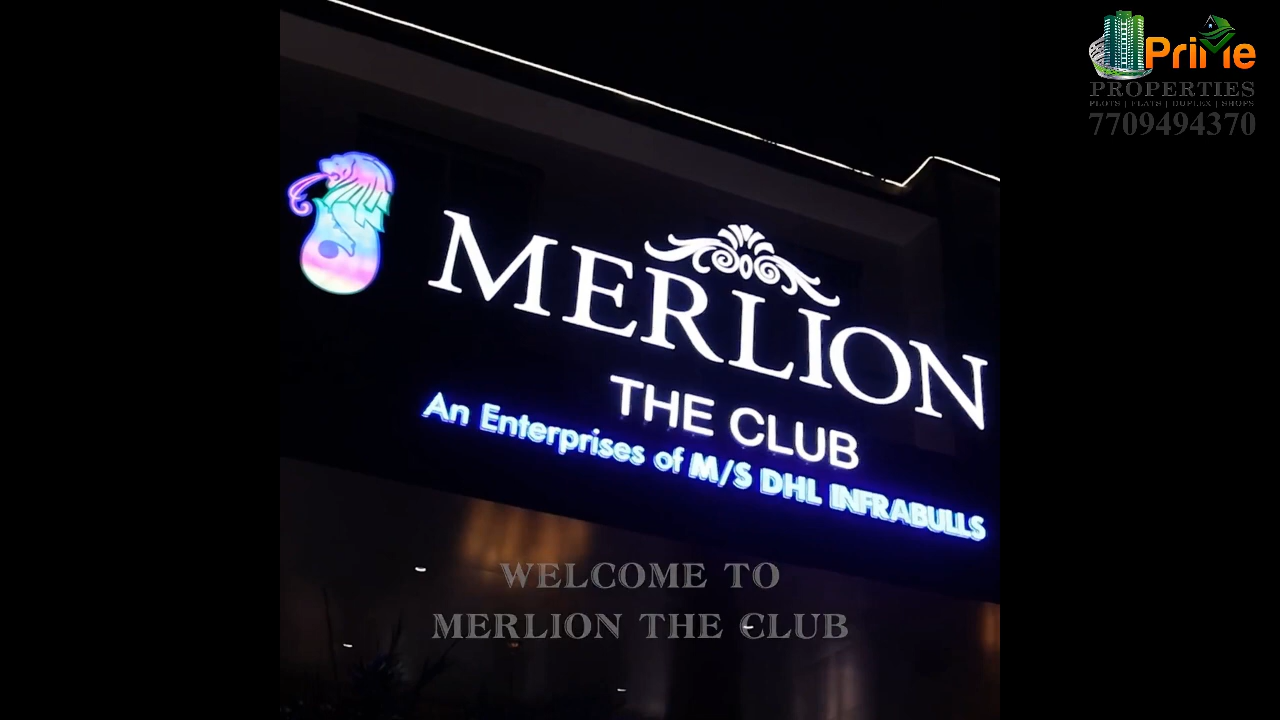 Prime
PROPERTIES
PLOTS | FLATS | DUPLEX | SHOPS
7709494370
MERLION
THE CLUB
An Enterprises of M/S DHL INFRABULLS
WELCOME TO
MERLION THE CLUB